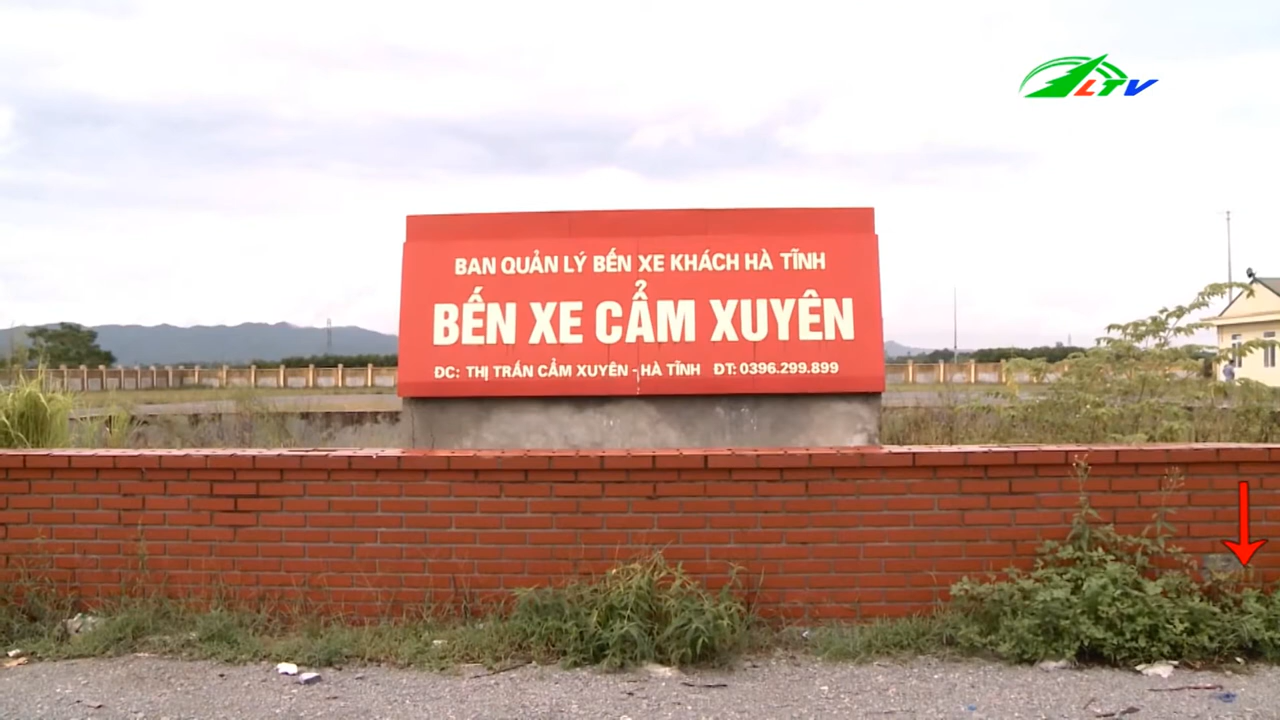 LTV
BAN QUẢN LÝ BẾN XE KHÁCH HÀ TĨNH
BẾN XE CẨM XUYÊN
ĐC: THỊ TRẤN CẨM XUYÊN - HÀ TĨNH ĐT: 0396.299.899